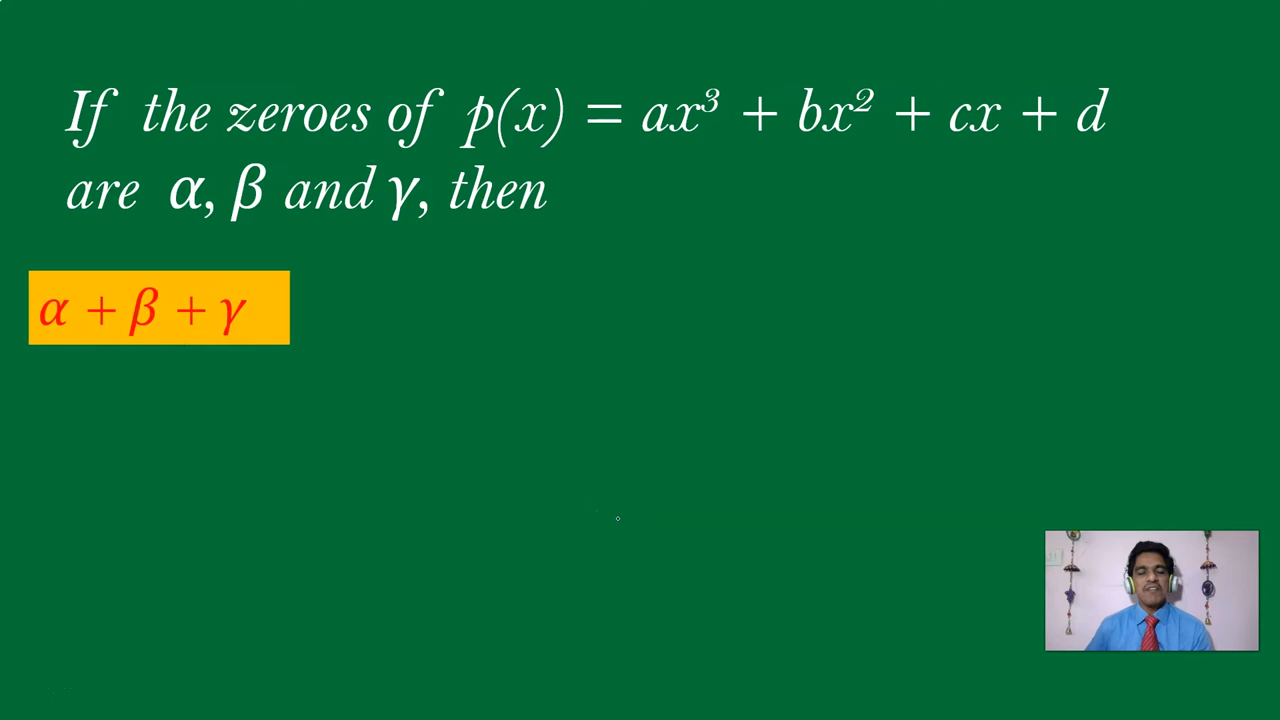 If the zeroes of p(x) = ax³ + bx² + cx + d
are α, β and γ, then
α + β + γ